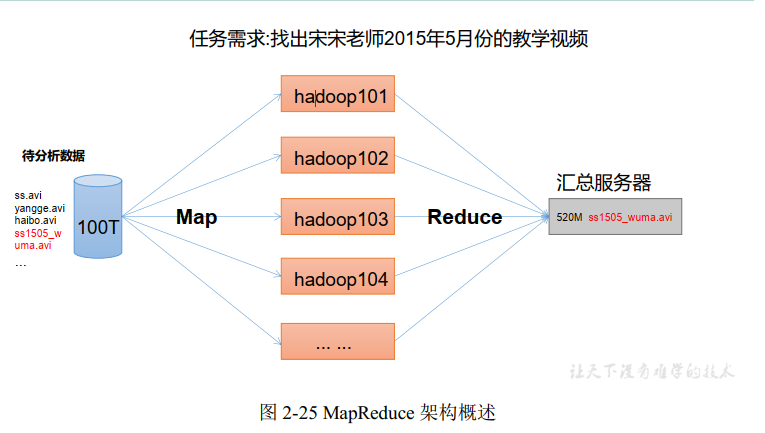 任务需求:找出宋宋老师2015年5月份的教学视频
待分析数据
ss.avi
yangge.avi
haibo.avi
ss1505_w
uma.avi
...
100T
Map
hadoop101
hadoop102
hadoop103
hadoop104
... ...
Reduce
汇总服务器
520M ss1505_wuma.avi
让天下没有难学的技术
图 2-25 MapReduce 架构概述